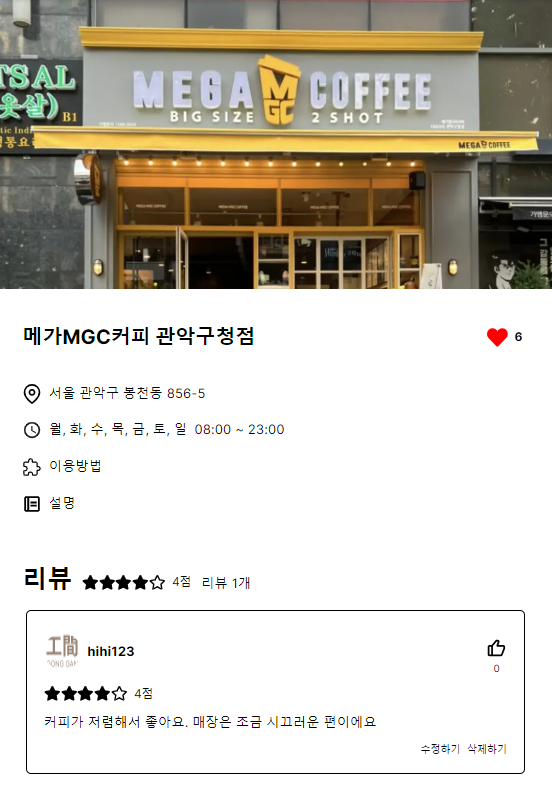 TSAL
MEGA MGC COFFEE
BIG SIZE 2 SHOT
웃살)
B1
MEGA COFFEE
메가MGC커피 관악구청점
6
서울 관악구 봉천동 856-5
월, 화, 수, 목, 금, 토, 일 08:00 ~ 23:00
이용방법
설명
리뷰 4점 리뷰 1개
工間
GONG GAN
hihi123
0
4점
커피가 저렴해서 좋아요. 매장은 조금 시끄러운 편이에요
수정하기 삭제하기